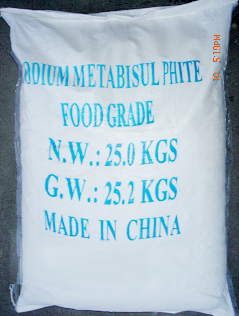 ODIUM METABISUL PHITE
FOOD GRADE
N.W.: 25.0 KGS
G.W.: 25.2 KGS
MADE IN CHINA